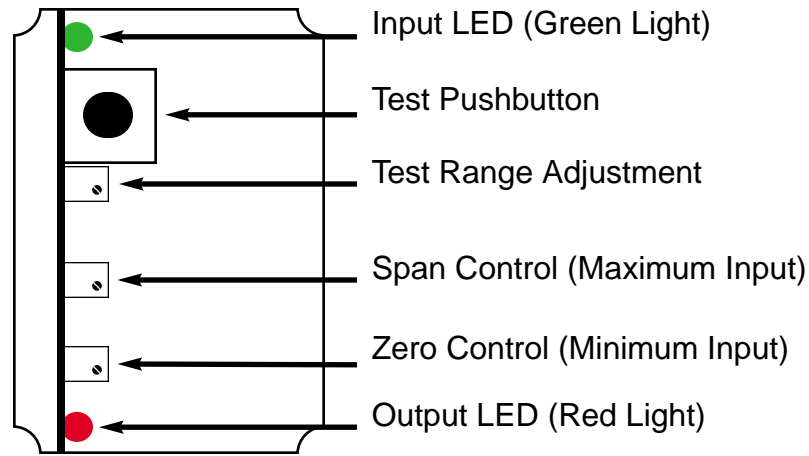 Input LED (Green Light)
Test Pushbutton
Test Range Adjustment
Span Control (Maximum Input)
Zero Control (Minimum Input)
Output LED (Red Light)